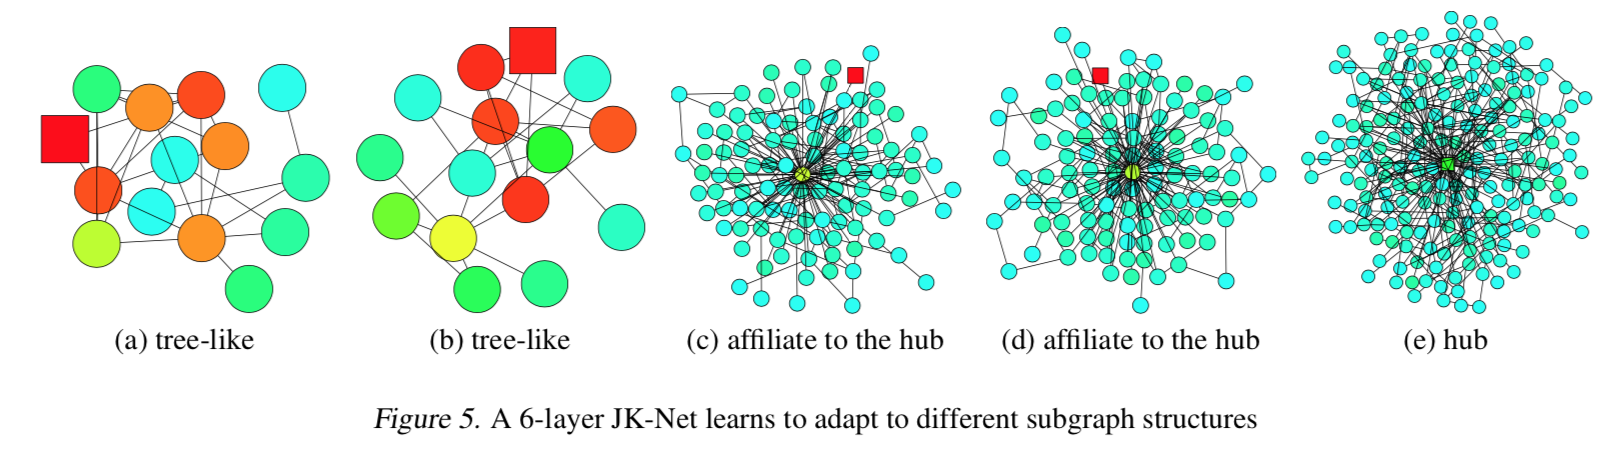 (a) tree-like (b) tree-like (c) affiliate to the hub (d) affiliate to the hub (e) hub
Figure 5. A 6-layer JK-Net learns to adapt to different subgraph structures